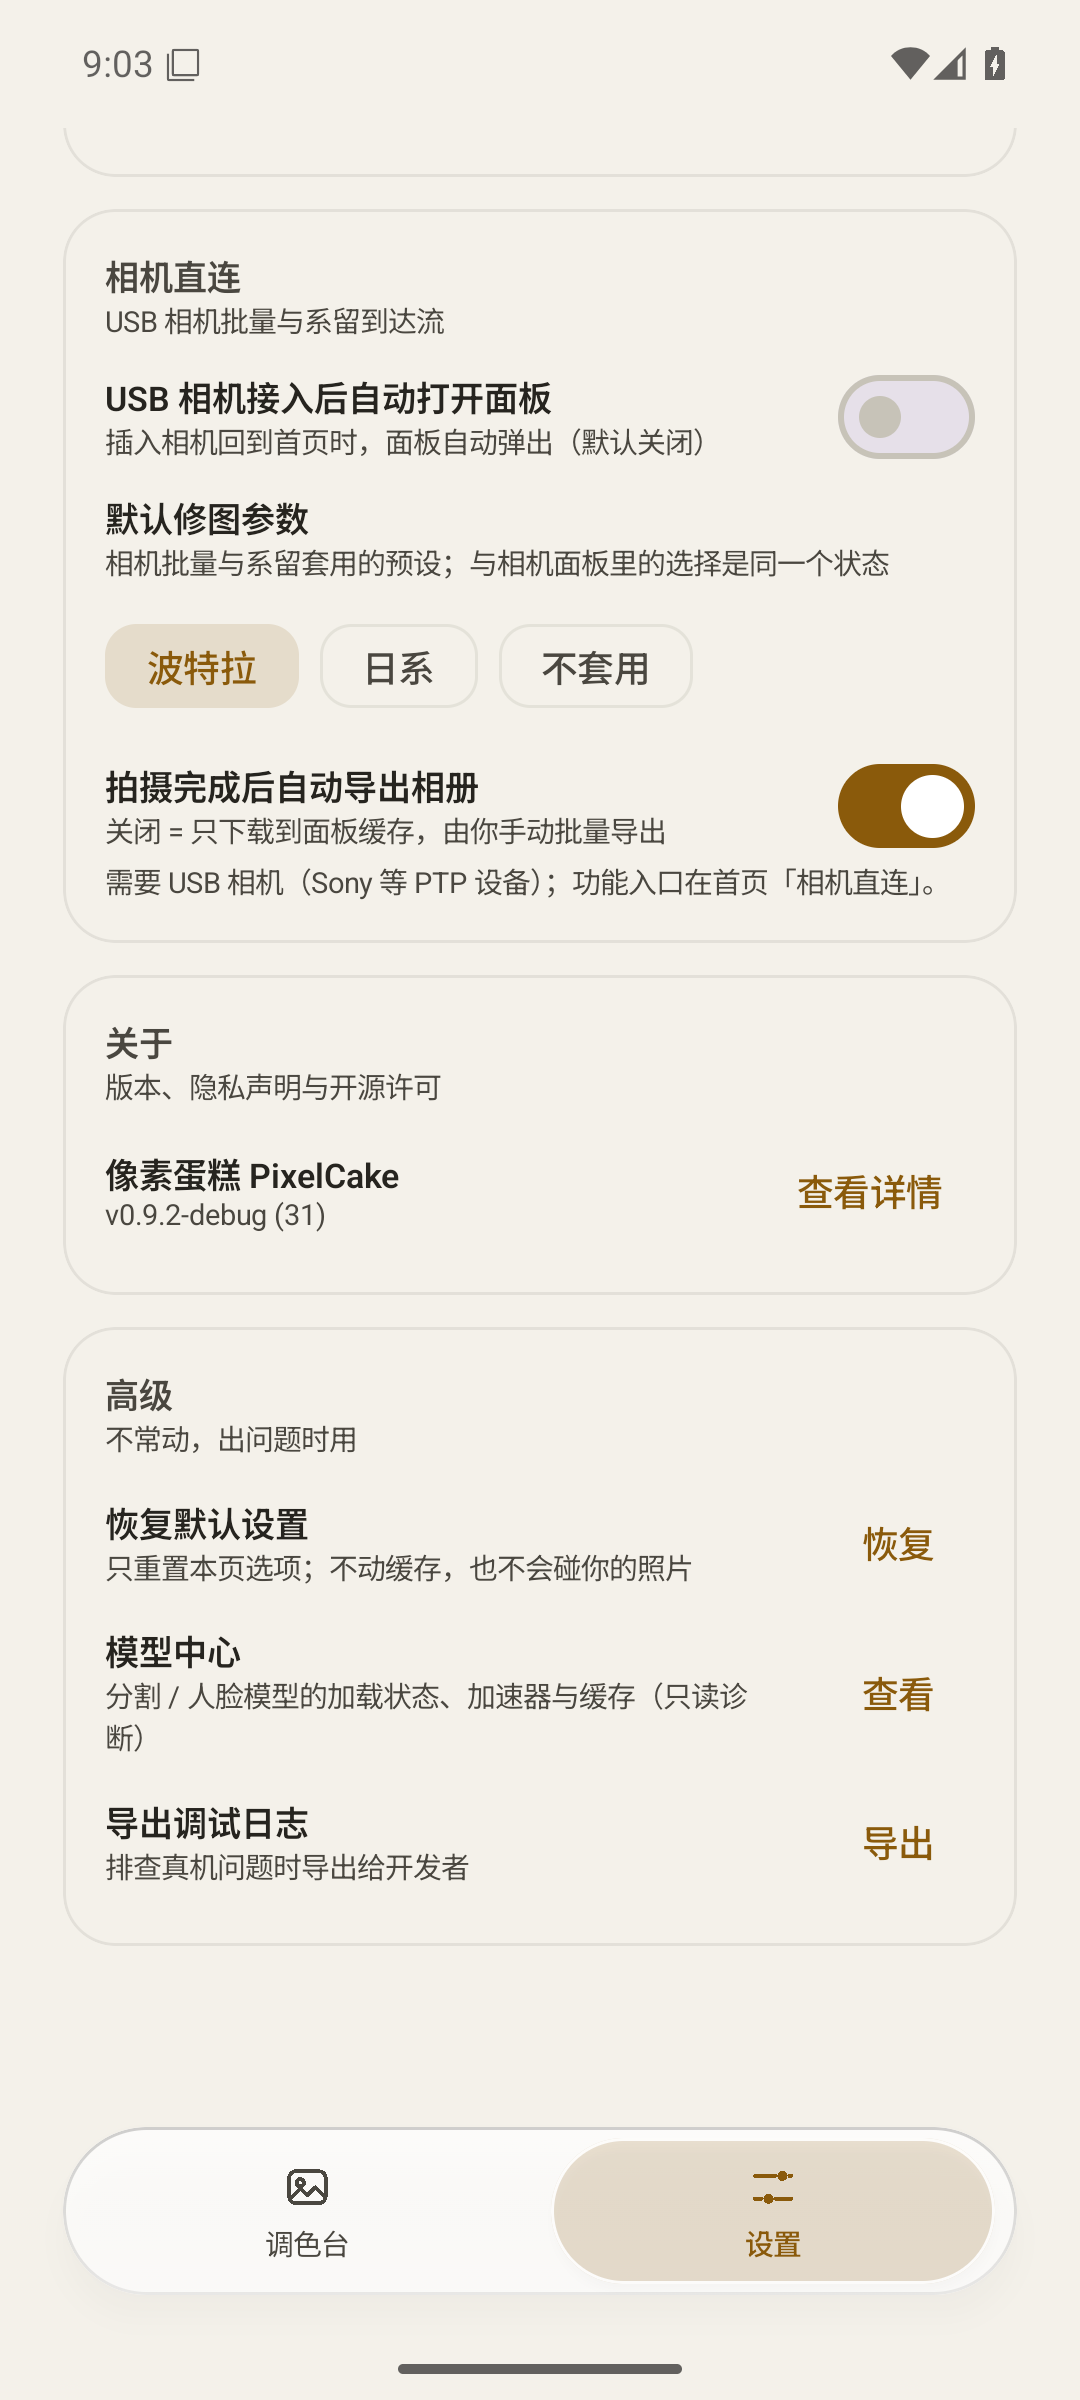 9:03
相机直连
USB 相机批量与系留到达流
USB 相机接入后自动打开面板
插入相机回到首页时，面板自动弹出（默认关闭）
默认修图参数
相机批量与系留套用的预设；与相机面板里的选择是同一个状态
波特拉
日系
不套用
拍摄完成后自动导出相册
关闭 = 只下载到面板缓存，由你手动批量导出
需要 USB 相机（Sony 等 PTP 设备）；功能入口在首页「相机直连」。
关于
版本、隐私声明与开源许可
像素蛋糕 PixelCake
v0.9.2-debug (31)
查看详情
高级
不常动，出问题时用
恢复默认设置
只重置本页选项；不动缓存，也不会碰你的照片
恢复
模型中心
分割 / 人脸模型的加载状态、加速器与缓存（只读诊
断）
查看
导出调试日志
排查真机问题时导出给开发者
导出
调色台
设置